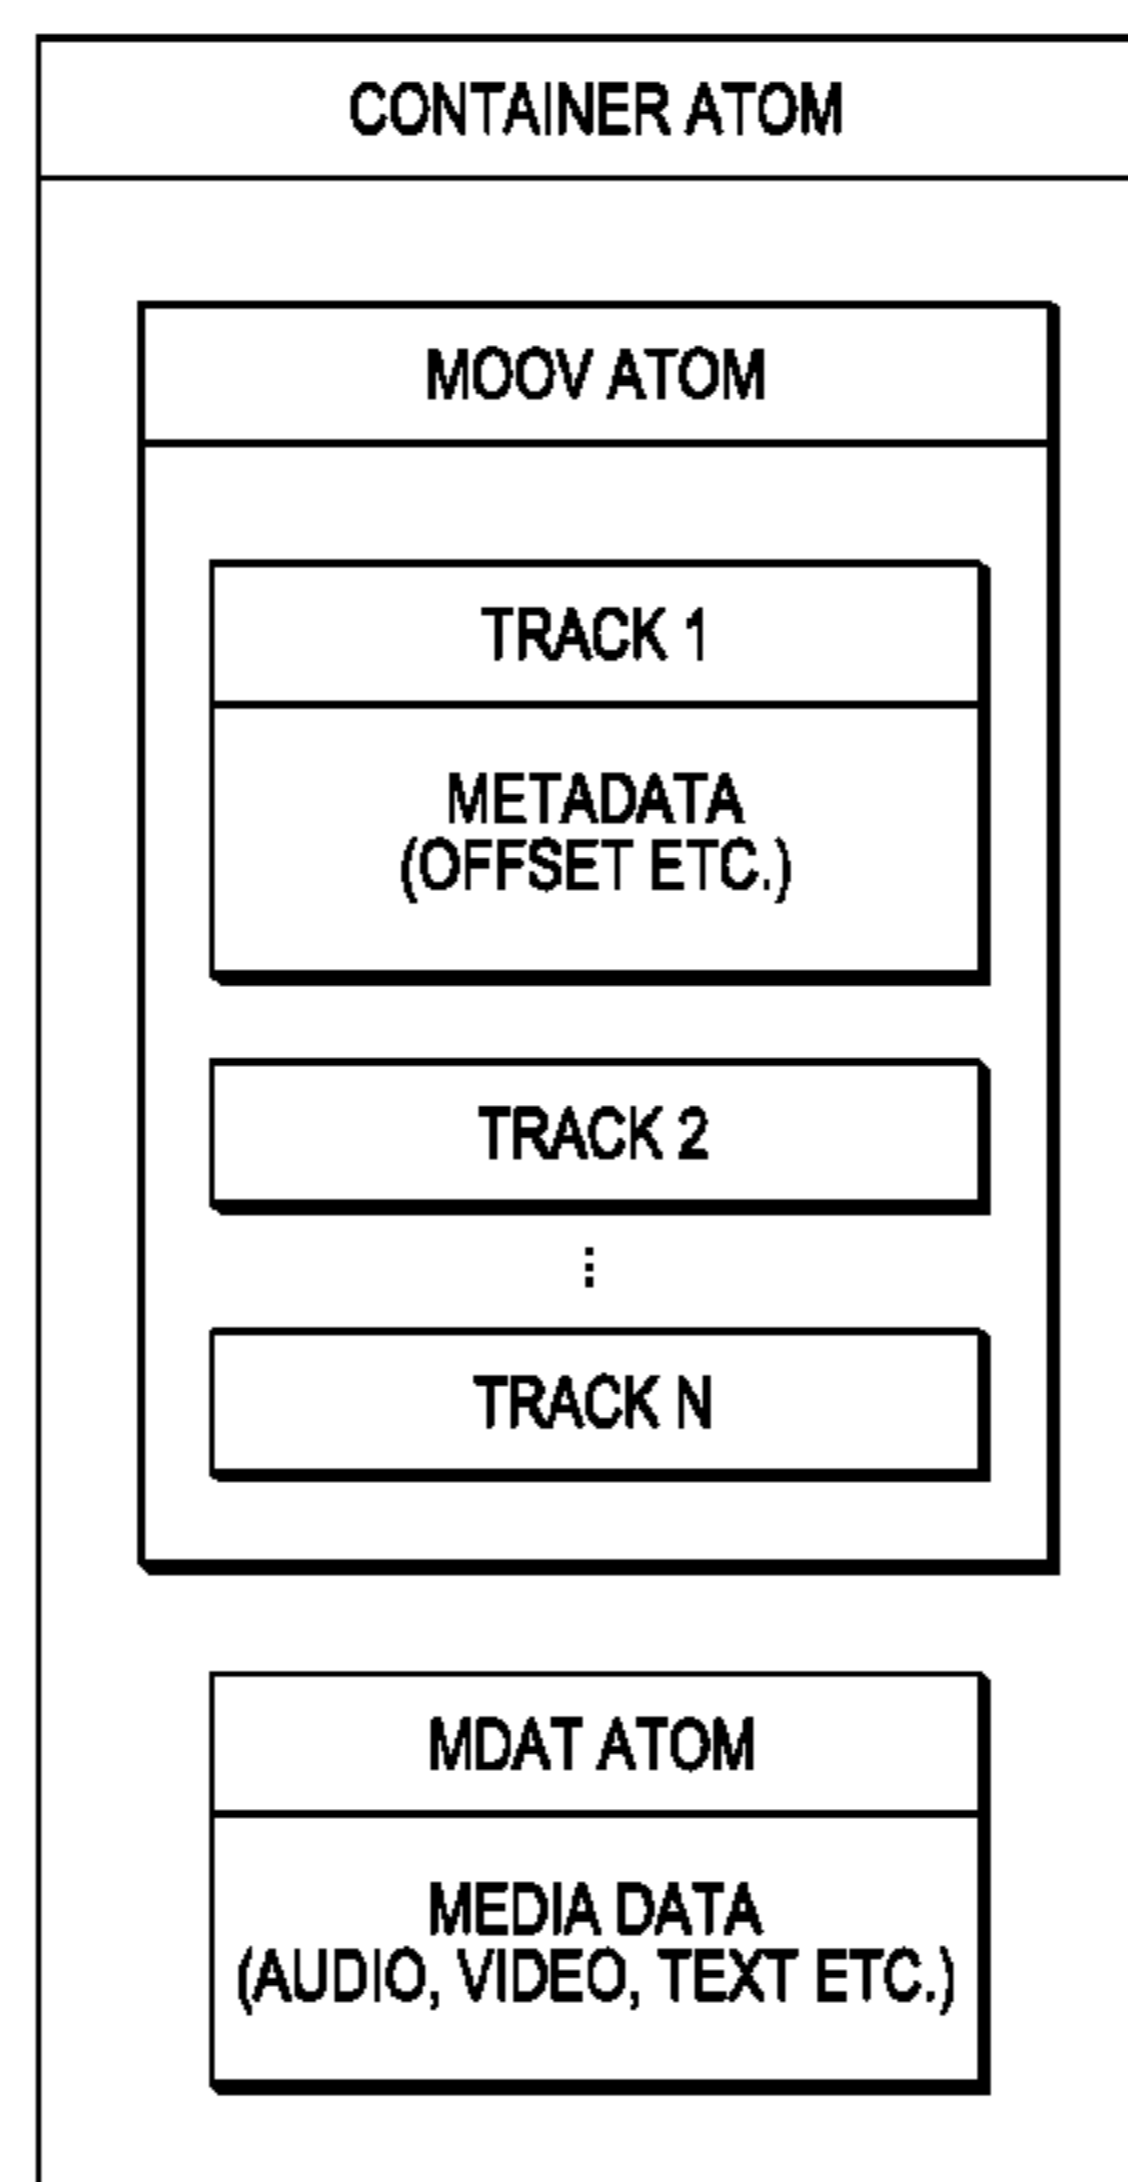 CONTAINER ATOM
MOOV ATOM
TRACK 1
METADATA
(OFFSET ETC.)
TRACK 2
⋮
TRACK N
MDAT ATOM
MEDIA DATA
(AUDIO, VIDEO, TEXT ETC.)